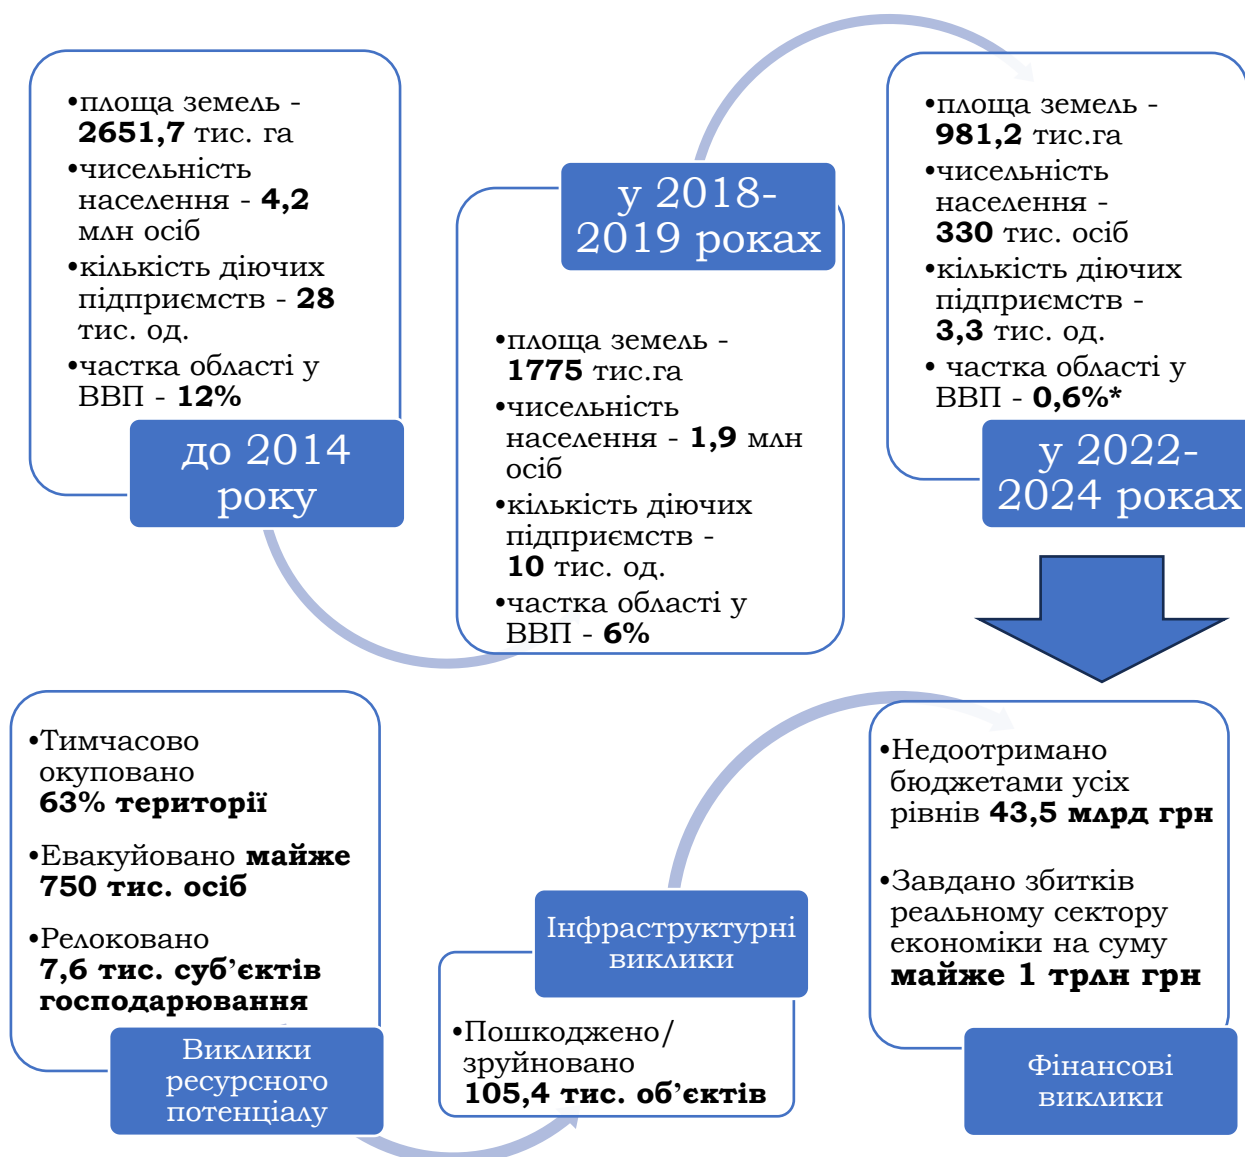 •площа земель -
2651,7 тис. га
•чисельність
населення - 4,2
млн осіб
•кількість діючих
підприємств - 28
тис. од.
•частка області у
ВВП - 12%
до 2014
року
у 2018-
2019 роках
•площа земель -
1775 тис.га
•чисельність
населення - 1,9 млн
осіб
•кількість діючих
підприємств -
10 тис. од.
•частка області у
ВВП - 6%
•площа земель -
981,2 тис.га
•чисельність
населення -
330 тис. осіб
•кількість діючих
підприємств -
3,3 тис. од.
• частка області у
ВВП - 0,6%*
у 2022-
2024 роках
•Тимчасово
окуповано
63% території
•Евакуйовано майже
750 тис. осіб
•Релоковано
7,6 тис. суб’єктів
господарювання
Виклики
ресурсного
потенціалу
Інфраструктурні
виклики
•Пошкоджено/
зруйновано
105,4 тис. об’єктів
•Недоотримано
бюджетами усіх
рівнів 43,5 млрд грн
•Завдано збитків
реальному сектору
економіки на суму
майже 1 трлн грн
Фінансові
виклики